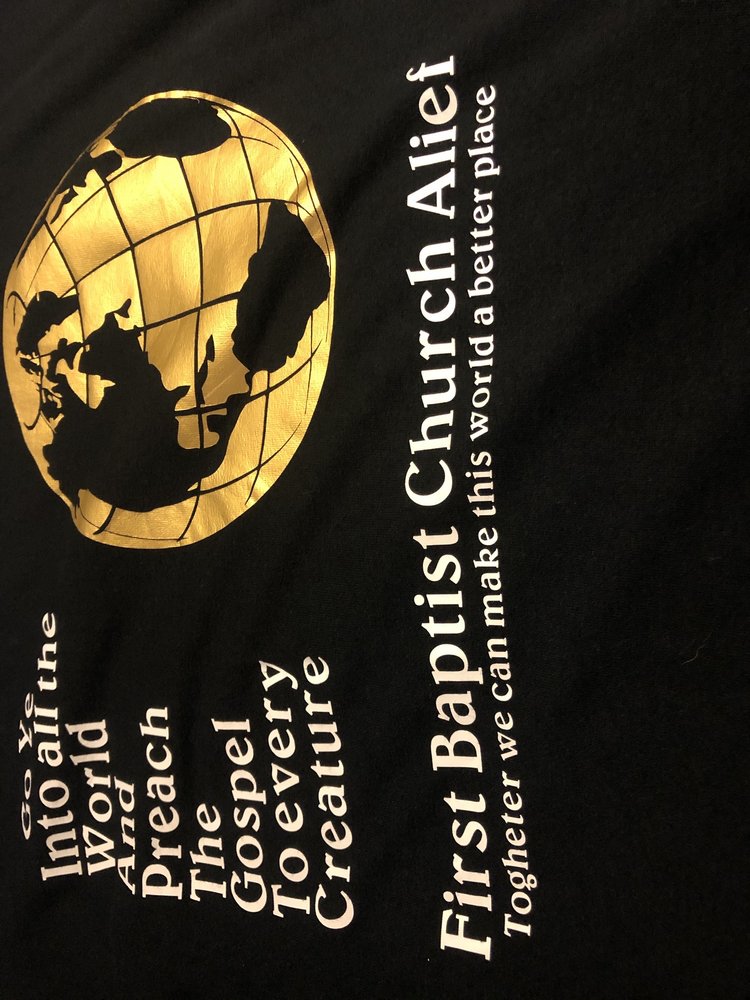 Go Ye
Into all the
World
And
Preach
The
Gospel
To every
Creature
First Baptist Church Alief
Togheter we can make this world a better place